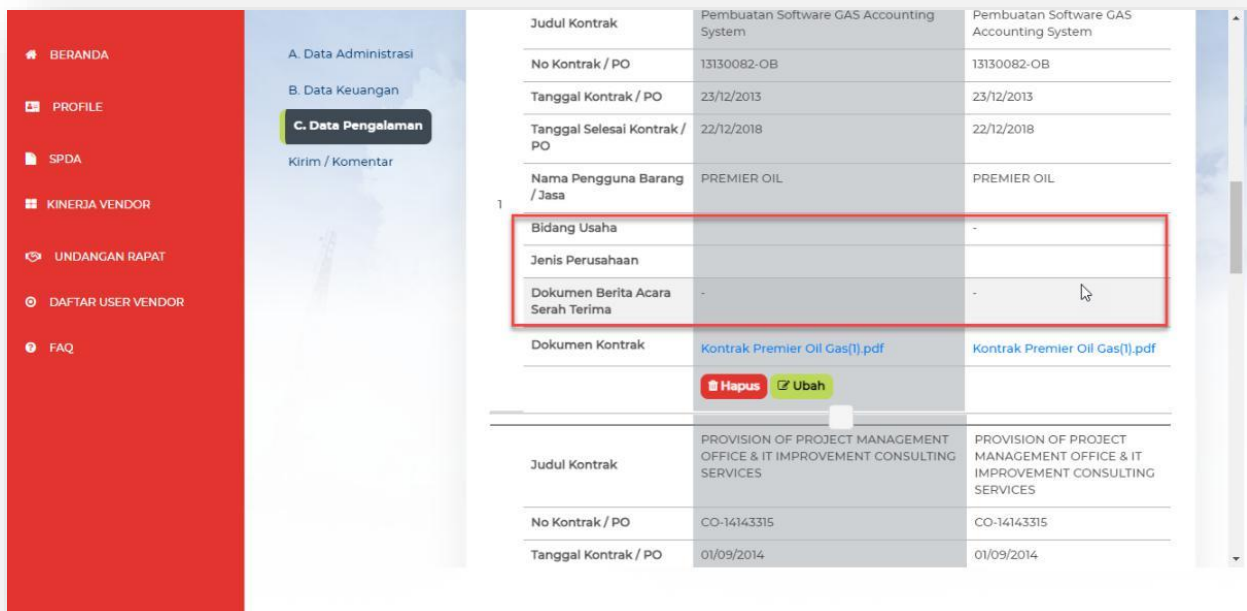 BERANDA
PROFILE
SPDA
KINERJA VENDOR
UNDANGAN RAPAT
DAFTAR USER VENDOR
FAQ
A. Data Administrasi
B. Data Keuangan
C. Data Pengalaman
Kirim / Komentar
1
Judul Kontrak
Pembuatan Software GAS Accounting
System
Pembuatan Software GAS
Accounting System
No Kontrak / PO
13130082-OB
13130082-OB
Tanggal Kontrak / PO
23/12/2013
23/12/2013
Tanggal Selesai Kontrak /
PO
22/12/2018
22/12/2018
Nama Pengguna Barang
/ Jasa
PREMIER OIL
PREMIER OIL
Bidang Usaha
-
Jenis Perusahaan
Dokumen Berita Acara
Serah Terima
-
-
Dokumen Kontrak
Kontrak Premier Oil Gas(1).pdf
Kontrak Premier Oil Gas(1).pdf
Hapus
Ubah
Judul Kontrak
PROVISION OF PROJECT MANAGEMENT
OFFICE & IT IMPROVEMENT CONSULTING
SERVICES
PROVISION OF PROJECT
MANAGEMENT OFFICE & IT
IMPROVEMENT CONSULTING
SERVICES
No Kontrak / PO
CO-14143315
CO-14143315
Tanggal Kontrak / PO
01/09/2014
01/09/2014